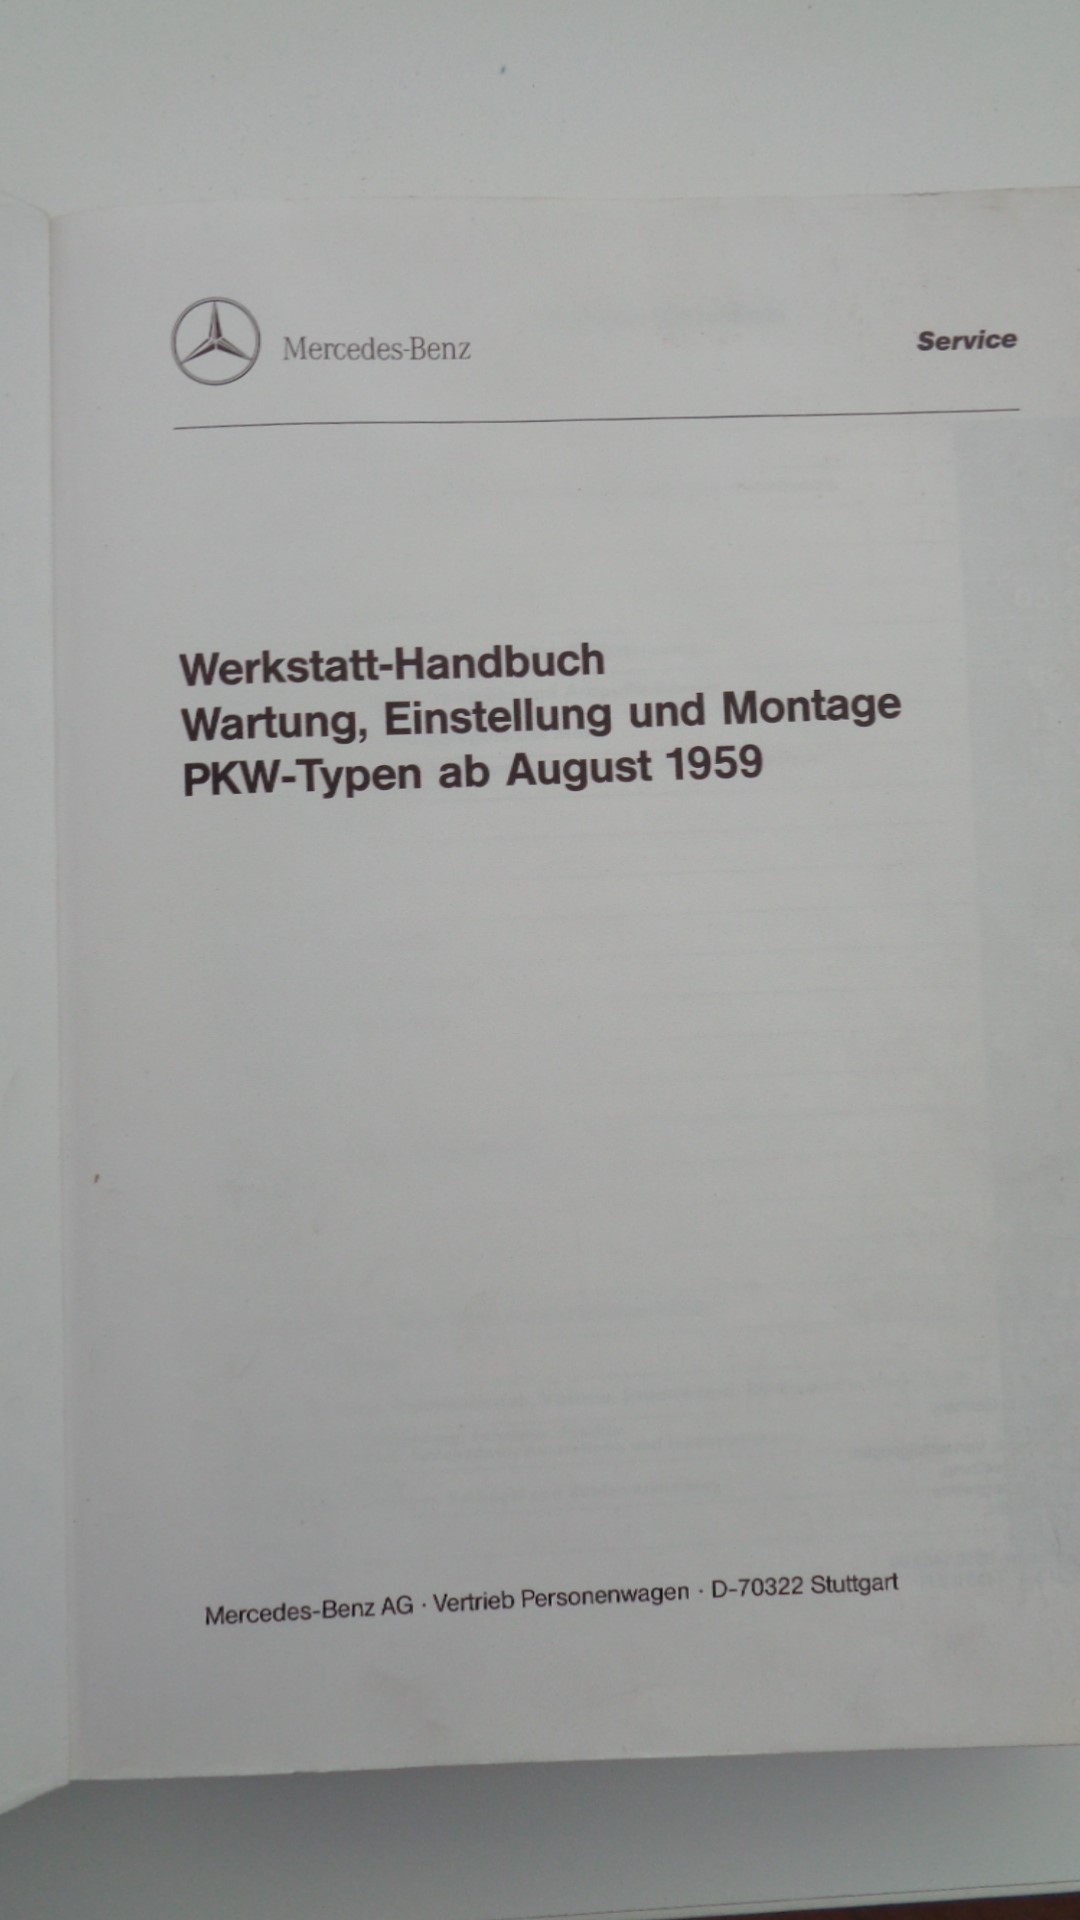 Mercedes-Benz
Service
Werkstatt-Handbuch
Wartung, Einstellung und Montage
PKW-Typen ab August 1959
Mercedes-Benz AG · Vertrieb Personenwagen · D-70322 Stuttgart